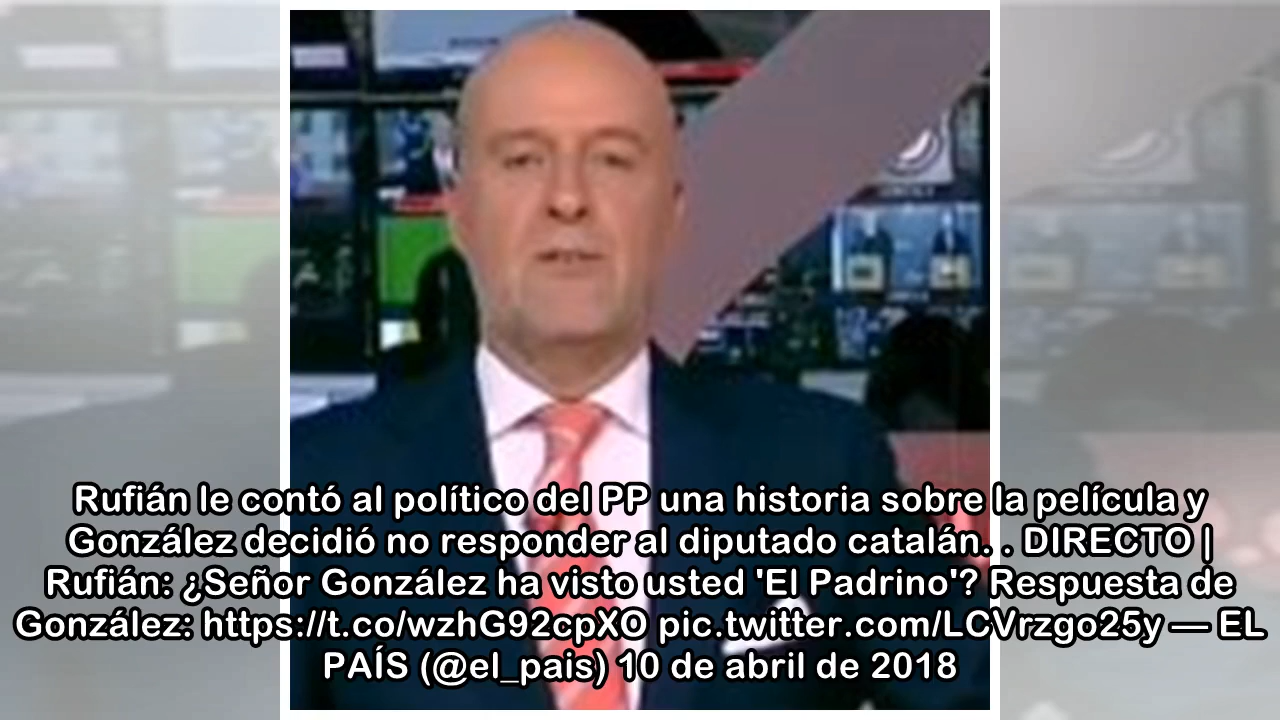 Rufián le contó al político del PP una historia sobre la película y
González decidió no responder al diputado catalán. . DIRECTO |
Rufián: ¿Señor González ha visto usted 'El Padrino'? Respuesta de
González: https://t.co/wzhG92cpXO pic.twitter.com/LCVrzgo25y — EL
PAÍS (@el_pais) 10 de abril de 2018